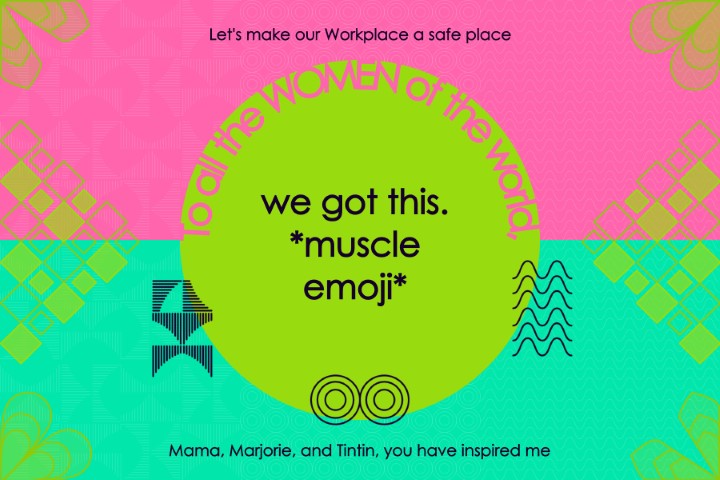 Let's make our Workplace a safe place
To all the WOMEN of the world,
we got this.
*muscle
emoji*
Mama, Marjorie, and Tintin, you have inspired me